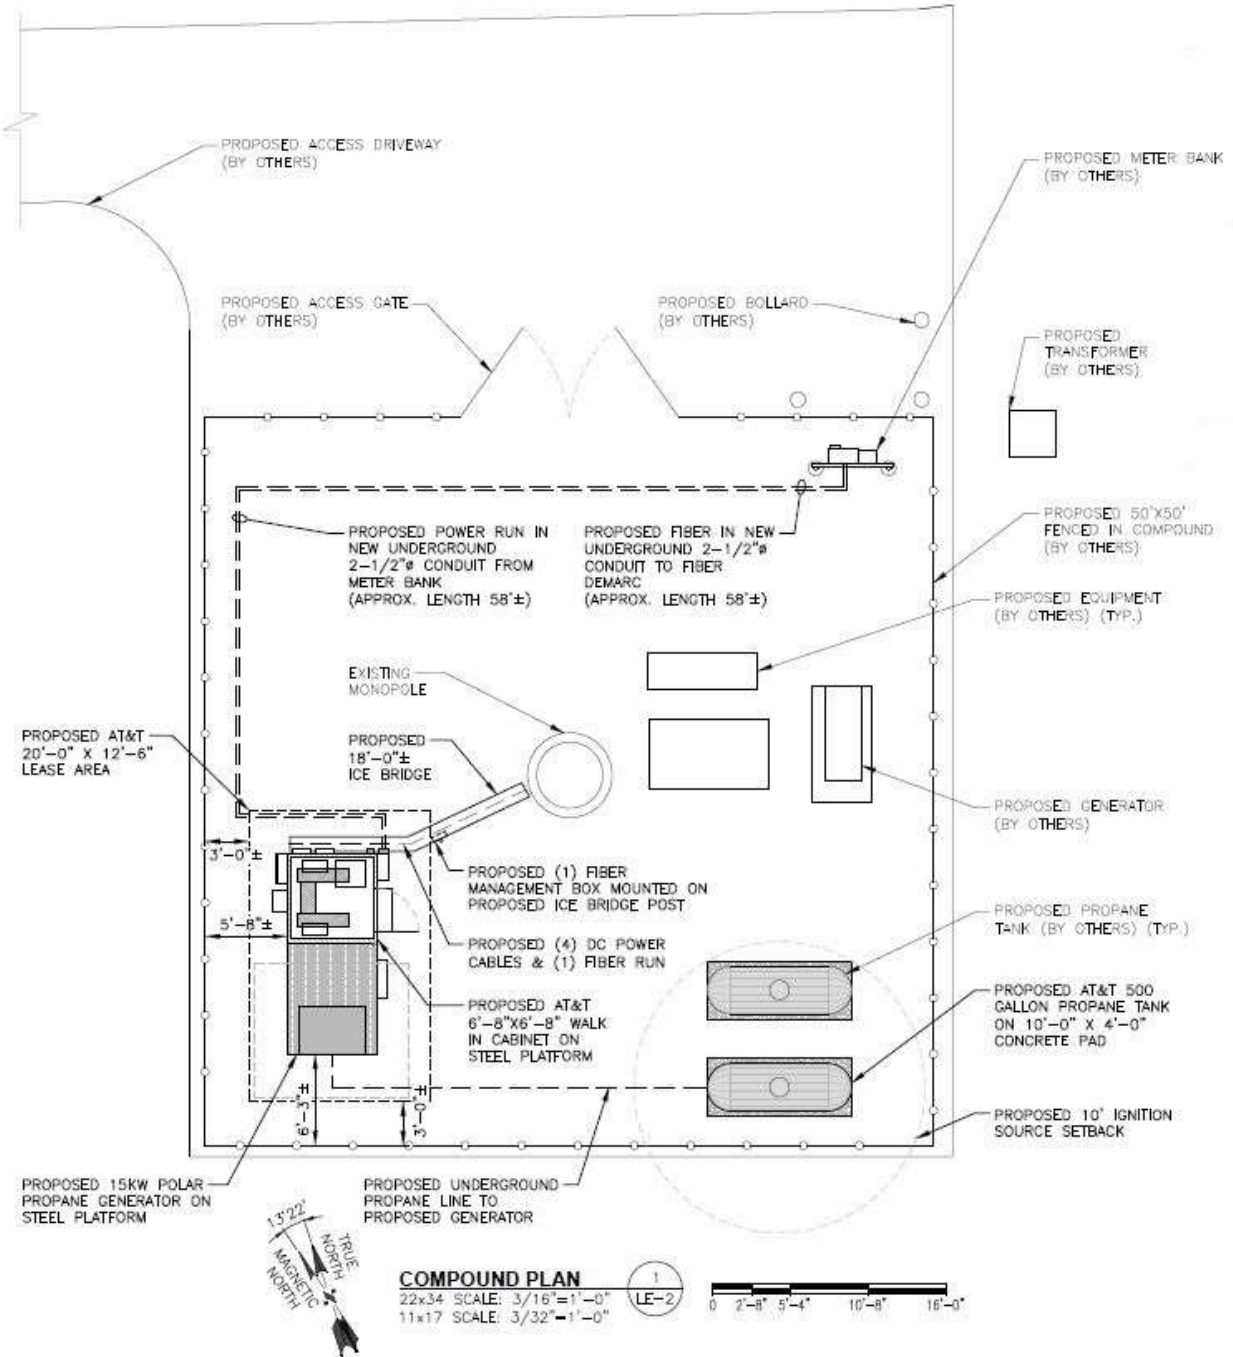 PROPOSED ACCESS DRIVEWAY
(BY OTHERS)
PROPOSED METER BANK
(BY OTHERS)
PROPOSED ACCESS GATE
(BY OTHERS)
PROPOSED BOLLARD
(BY OTHERS)
PROPOSED
TRANSFORMER
(BY OTHERS)
PROPOSED POWER RUN IN
NEW UNDERGROUND
2-1/2"ø CONDUIT FROM
METER BANK
(APPROX. LENGTH 58'±)
PROPOSED FIBER IN NEW
UNDERGROUND 2-1/2"ø
CONDUIT TO FIBER
DEMARC
(APPROX. LENGTH 58'±)
PROPOSED 50'X50'
FENCED IN COMPOUND
(BY OTHERS)
PROPOSED EQUIPMENT
(BY OTHERS) (TYP.)
EXISTING
MONOPOLE
PROPOSED AT&T
20'-0" X 12'-6"
LEASE AREA
PROPOSED
18'-0"±
ICE BRIDGE
PROPOSED GENERATOR
(BY OTHERS)
3'-0"±
PROPOSED (1) FIBER
MANAGEMENT BOX MOUNTED ON
PROPOSED ICE BRIDGE POST
5'-8"±
PROPOSED (4) DC POWER
CABLES & (1) FIBER RUN
PROPOSED PROPANE
TANK (BY OTHERS) (TYP.)
PROPOSED AT&T
6'-8"X6'-8" WALK
IN CABINET ON
STEEL PLATFORM
PROPOSED AT&T 500
GALLON PROPANE TANK
ON 10'-0" X 4'-0"
CONCRETE PAD
6'-3"±
3'-0"±
PROPOSED 10' IGNITION
SOURCE SETBACK
PROPOSED 15KW POLAR
PROPANE GENERATOR ON
STEEL PLATFORM
PROPOSED UNDERGROUND
PROPANE LINE TO
PROPOSED GENERATOR
13°22'
TRUE
NORTH
MAGNETIC
NORTH
COMPOUND PLAN
22x34 SCALE: 3/16"=1'-0"
11x17 SCALE: 3/32"=1'-0"
1
LE-2
0 2'-8" 5'-4" 10'-8" 16'-0"